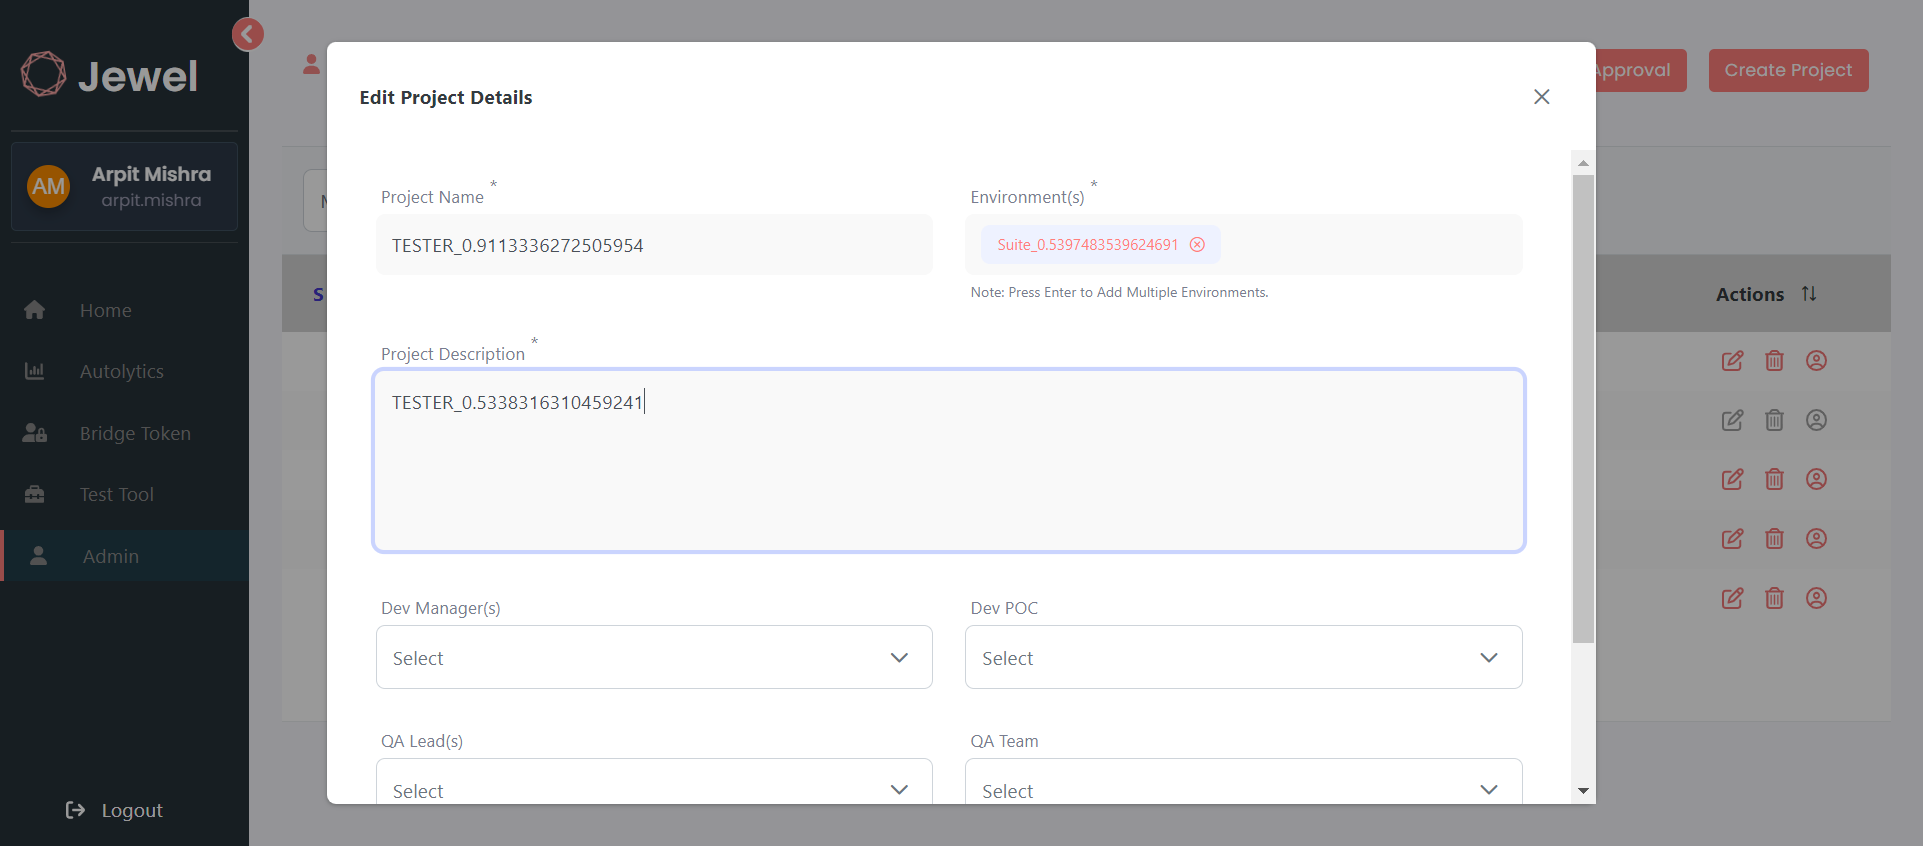 Jewel
AM
Arpit Mishra
arpit.mishra
Home
Autolytics
Bridge Token
Test Tool
Admin
Logout
Approval
Create Project
Edit Project Details
Project Name *
TESTER_0.9113336272505954
Environment(s) *
Suite_0.5397483539624691
Note: Press Enter to Add Multiple Environments.
Project Description *
TESTER_0.5338316310459241
Dev Manager(s)
Select
Dev POC
Select
QA Lead(s)
Select
QA Team
Select
S
Actions